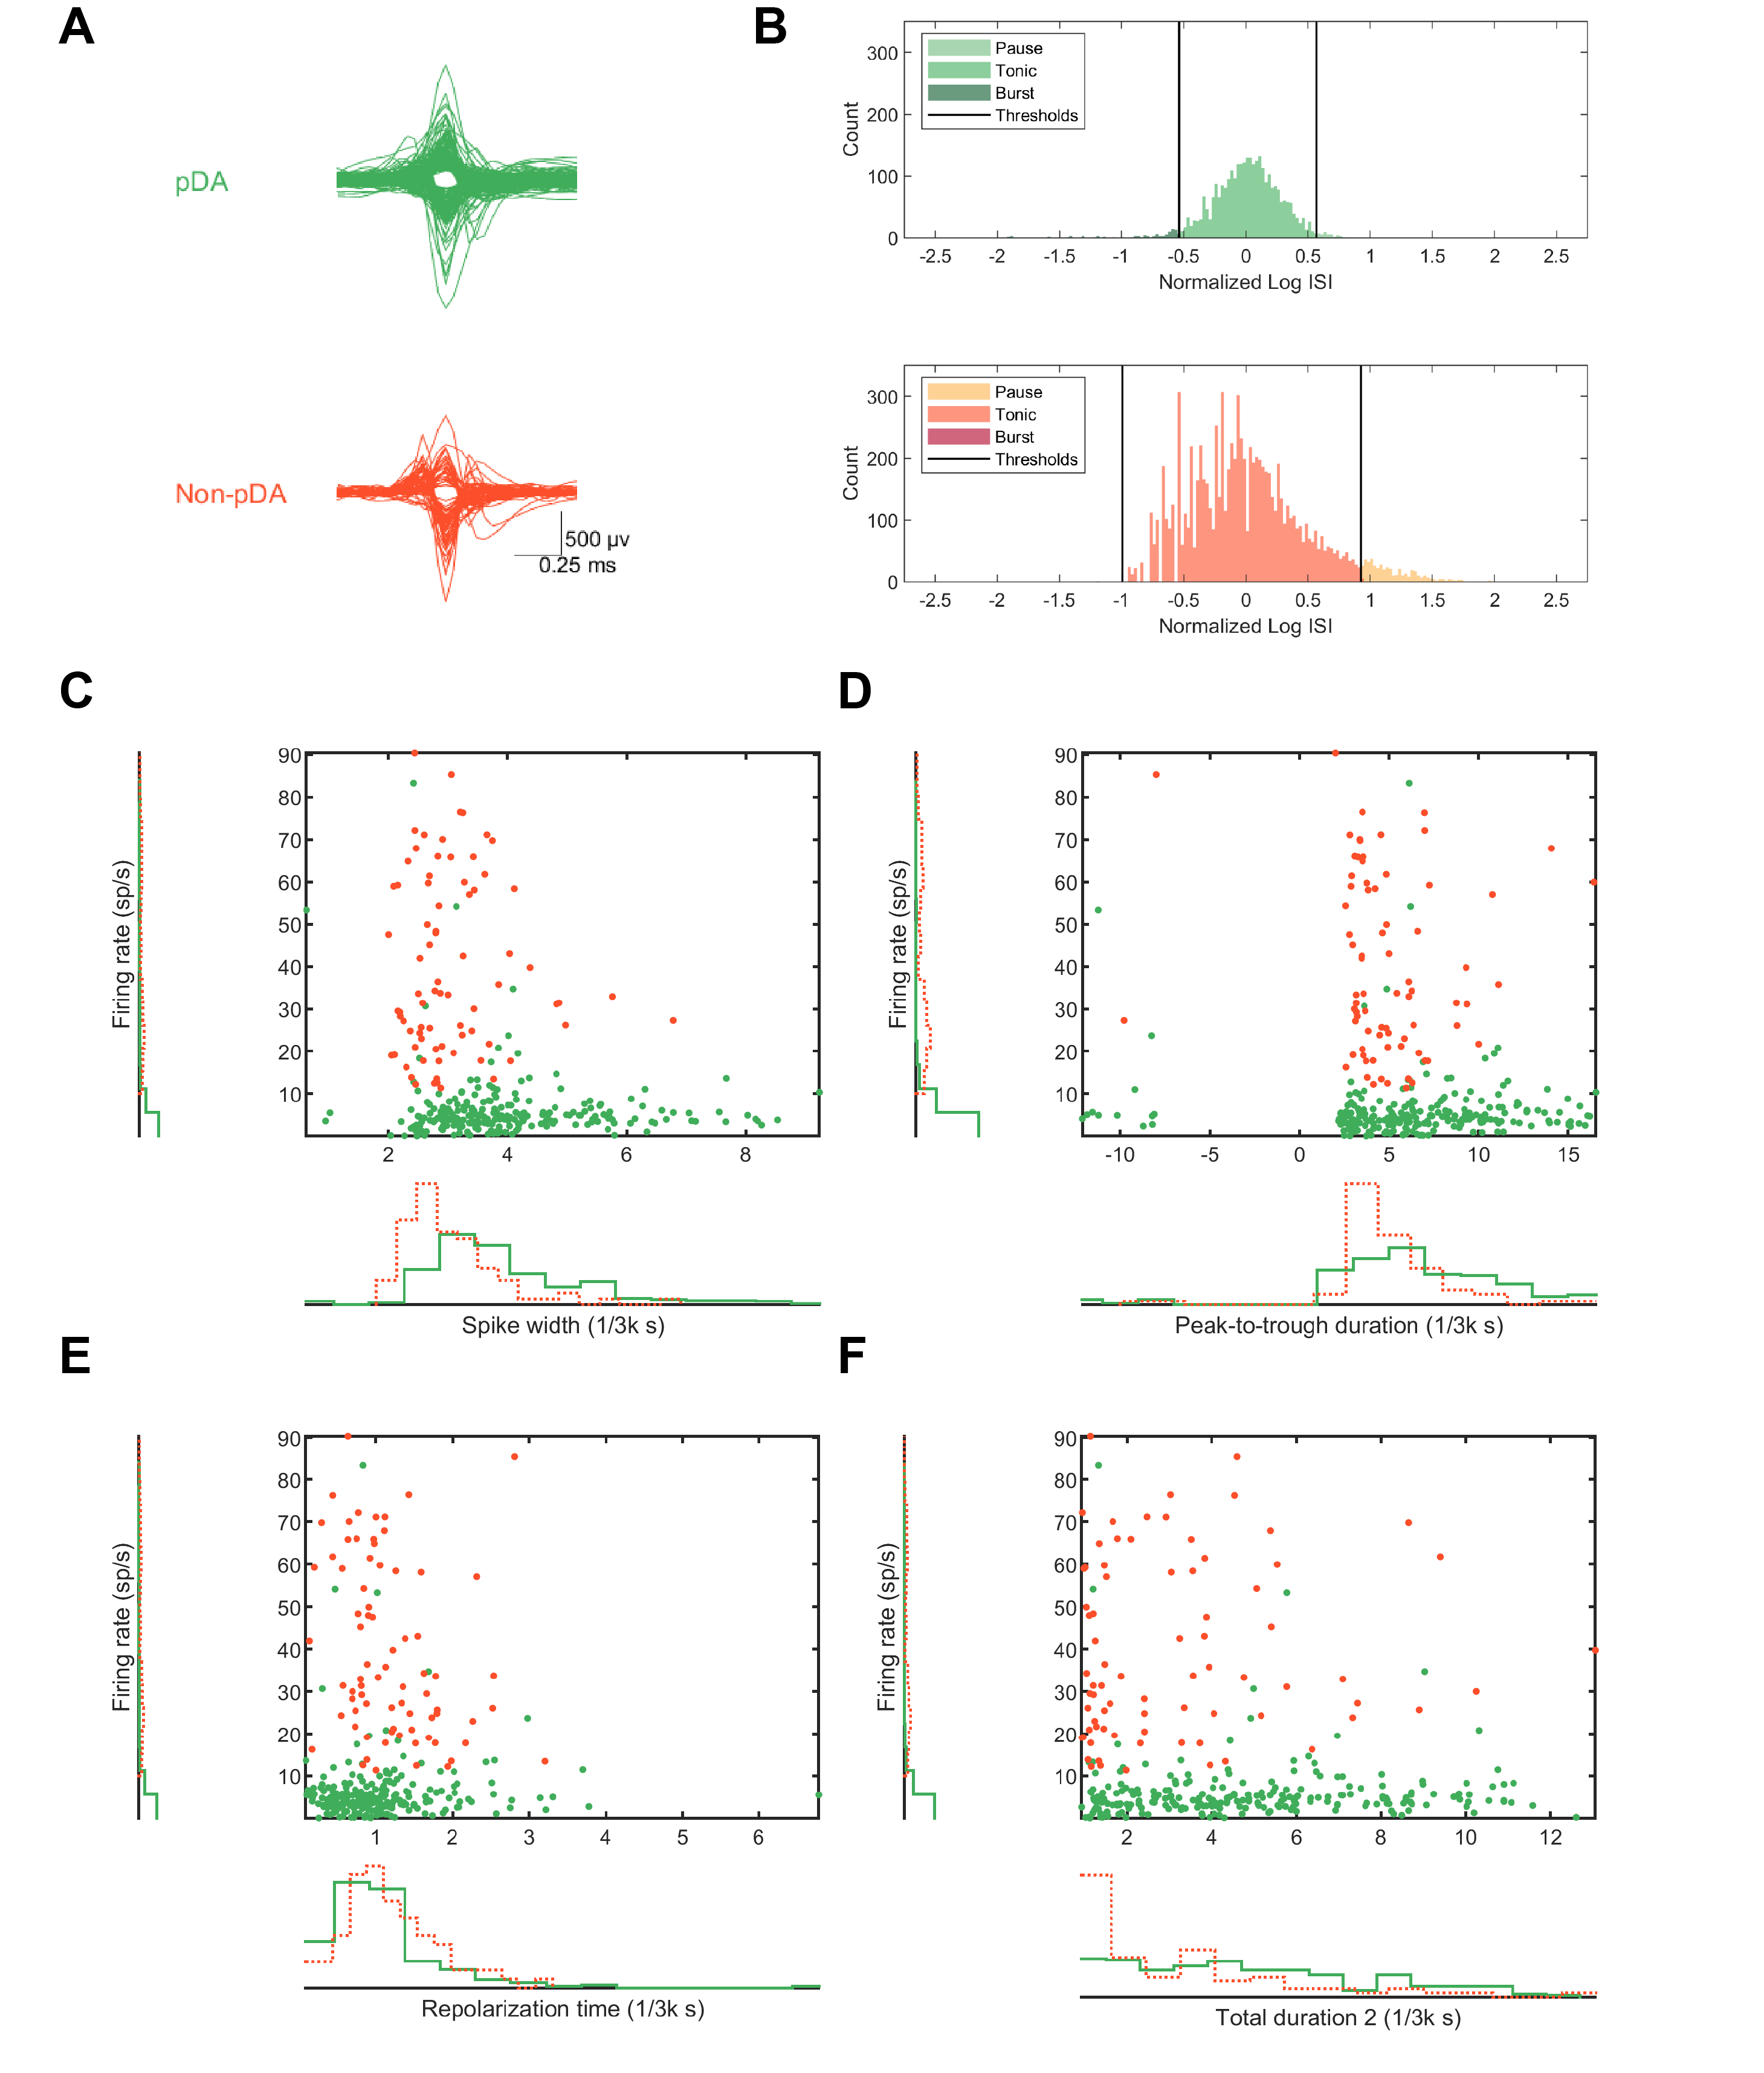 A
B
pDA
Non-pDA
500 μv
0.25 ms
300
200
100
0
Count
Pause
Tonic
Burst
Thresholds
-2.5 -2 -1.5 -1 -0.5 0 0.5 1 1.5 2 2.5
Normalized Log ISI
300
200
100
0
Count
Pause
Tonic
Burst
Thresholds
-2.5 -2 -1.5 -1 -0.5 0 0.5 1 1.5 2 2.5
Normalized Log ISI
C
Firing rate (sp/s)
90
80
70
60
50
40
30
20
10
2 4 6 8
Spike width (1/3k s)
D
Firing rate (sp/s)
90
80
70
60
50
40
30
20
10
-10 -5 0 5 10 15
Peak-to-trough duration (1/3k s)
E
Firing rate (sp/s)
90
80
70
60
50
40
30
20
10
1 2 3 4 5 6
Repolarization time (1/3k s)
F
Firing rate (sp/s)
90
80
70
60
50
40
30
20
10
2 4 6 8 10 12
Total duration 2 (1/3k s)